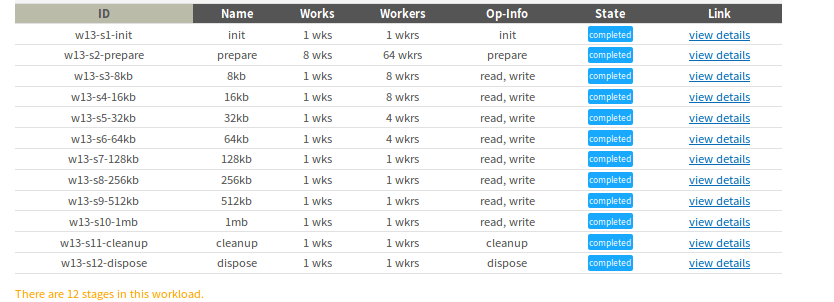 ID Name Works Workers Op-Info State Link
w13-s1-init init 1 wks 1 wkrs init completed view details
w13-s2-prepare prepare 8 wks 64 wkrs prepare completed view details
w13-s3-8kb 8kb 1 wks 8 wkrs read, write completed view details
w13-s4-16kb 16kb 1 wks 8 wkrs read, write completed view details
w13-s5-32kb 32kb 1 wks 4 wkrs read, write completed view details
w13-s6-64kb 64kb 1 wks 4 wkrs read, write completed view details
w13-s7-128kb 128kb 1 wks 1 wkrs read, write completed view details
w13-s8-256kb 256kb 1 wks 1 wkrs read, write completed view details
w13-s9-512kb 512kb 1 wks 1 wkrs read, write completed view details
w13-s10-1mb 1mb 1 wks 1 wkrs read, write completed view details
w13-s11-cleanup cleanup 1 wks 1 wkrs cleanup completed view details
w13-s12-dispose dispose 1 wks 1 wkrs dispose completed view details
There are 12 stages in this workload.